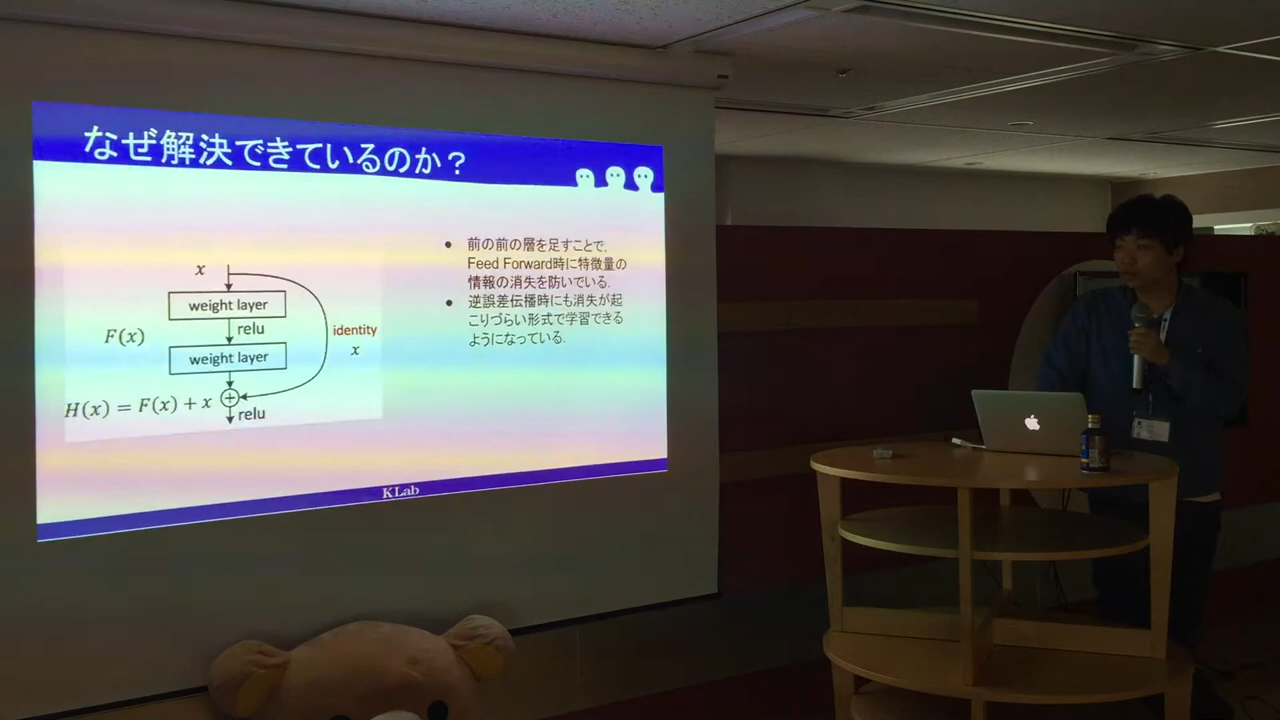 なぜ解決できているのか？
x
weight layer
relu
F(x)
identity
x
weight layer
H(x) = F(x) + x
relu
● 前の前の層を足すことで,
Feed Forward時に特徴量の
情報の消失を防いでいる.
● 逆誤差伝播時にも消失が起
こりづらい形式で学習できる
ようになっている.
KLab